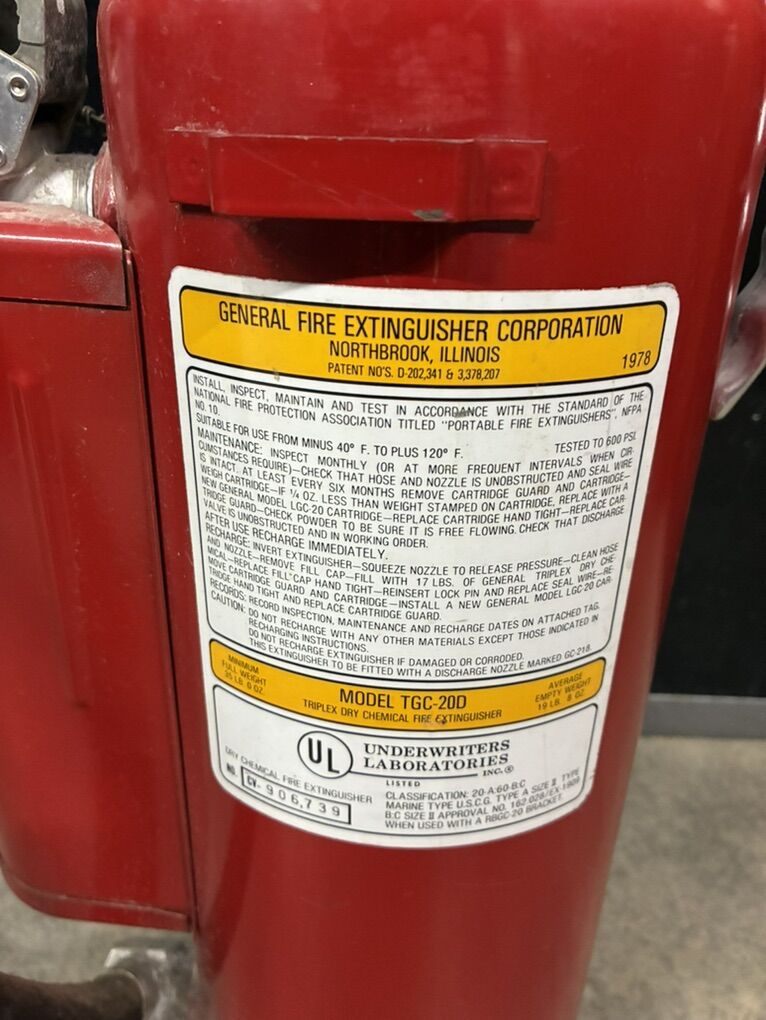 GENERAL FIRE EXTINGUISHER CORPORATION
NORTHBROOK, ILLINOIS
PATENT NO'S. D-202,341 & 3,378,207
1978
INSTALL, INSPECT, MAINTAIN AND TEST IN ACCORDANCE WITH THE STANDARD OF THE
NATIONAL FIRE PROTECTION ASSOCIATION TITLED "PORTABLE FIRE EXTINGUISHERS", NFPA
NO. 10.
SUITABLE FOR USE FROM MINUS 40° F. TO PLUS 120° F. TESTED TO 600 PSI.
MAINTENANCE: INSPECT MONTHLY (OR AT MORE FREQUENT INTERVALS WHEN CIR-
CUMSTANCES REQUIRE)—CHECK THAT HOSE AND NOZZLE IS UNOBSTRUCTED AND SEAL WIRE
IS INTACT. AT LEAST EVERY SIX MONTHS REMOVE CARTRIDGE GUARD AND CARTRIDGE—
WEIGH CARTRIDGE—IF ¼ OZ. LESS THAN WEIGHT STAMPED ON CARTRIDGE, REPLACE WITH A
NEW GENERAL MODEL LGC-20 CARTRIDGE—REPLACE CARTRIDGE HAND TIGHT—REPLACE CAR-
TRIDGE GUARD—CHECK POWDER TO BE SURE IT IS FREE FLOWING. CHECK THAT DISCHARGE
VALVE IS UNOBSTRUCTED AND IN WORKING ORDER.
AFTER USE RECHARGE IMMEDIATELY.
RECHARGE: INVERT EXTINGUISHER—SQUEEZE NOZZLE TO RELEASE PRESSURE—CLEAN HOSE
AND NOZZLE—REMOVE FILL CAP—FILL WITH 17 LBS. OF GENERAL TRIPLEX DRY CHE-
MICAL—REPLACE FILL CAP HAND TIGHT—REINSERT LOCK PIN AND REPLACE SEAL WIRE—RE-
MOVE CARTRIDGE GUARD AND CARTRIDGE—INSTALL A NEW GENERAL MODEL LGC-20 CAR-
TRIDGE HAND TIGHT AND REPLACE CARTRIDGE GUARD.
RECORDS: RECORD INSPECTION, MAINTENANCE AND RECHARGE DATES ON ATTACHED TAG.
CAUTION: DO NOT RECHARGE WITH ANY OTHER MATERIALS EXCEPT THOSE INDICATED IN
RECHARGING INSTRUCTIONS.
DO NOT RECHARGE EXTINGUISHER IF DAMAGED OR CORRODED.
THIS EXTINGUISHER TO BE FITTED WITH A DISCHARGE NOZZLE MARKED GC-218.
MINIMUM
FULL WEIGHT
35 LB. 0 OZ.
MODEL TGC-20D
TRIPLEX DRY CHEMICAL FIRE EXTINGUISHER
AVERAGE
EMPTY WEIGHT
19 LB. 8 OZ.
UL
UNDERWRITERS
LABORATORIES
INC.®
LISTED
DRY CHEMICAL FIRE EXTINGUISHER
NO. CV-906,739
CLASSIFICATION: 20-A:60-B:C
MARINE TYPE U.S.C.G. TYPE A SIZE II TYPE
B:C SIZE II APPROVAL NO. 162.028/EX-1909
WHEN USED WITH A RBGC-20 BRACKET.